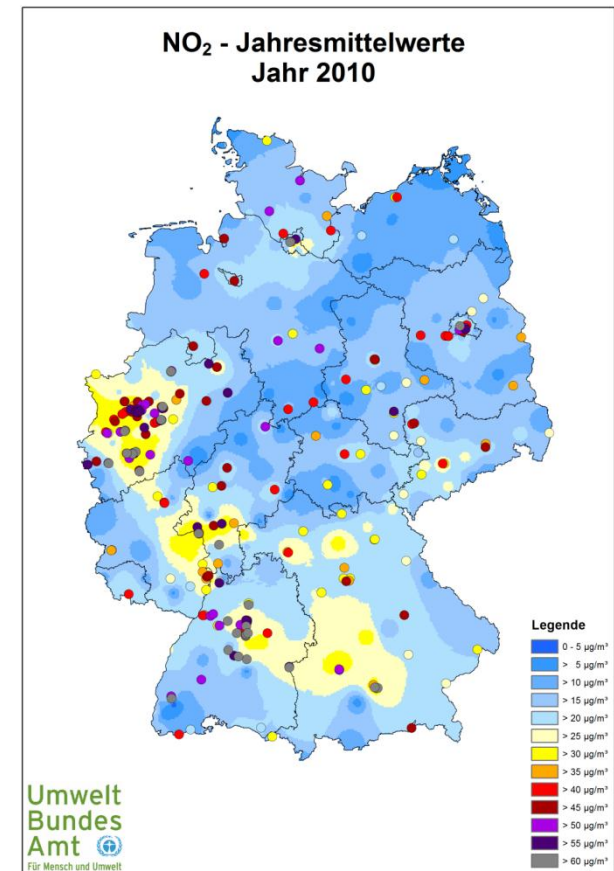 NO₂ - Jahresmittelwerte
Jahr 2010
Legende
0 - 5 µg/m³
> 5 µg/m³
> 10 µg/m³
> 15 µg/m³
> 20 µg/m³
> 25 µg/m³
> 30 µg/m³
> 35 µg/m³
> 40 µg/m³
> 45 µg/m³
> 50 µg/m³
> 55 µg/m³
> 60 µg/m³
Umwelt
Bundes
Amt
Für Mensch und Umwelt